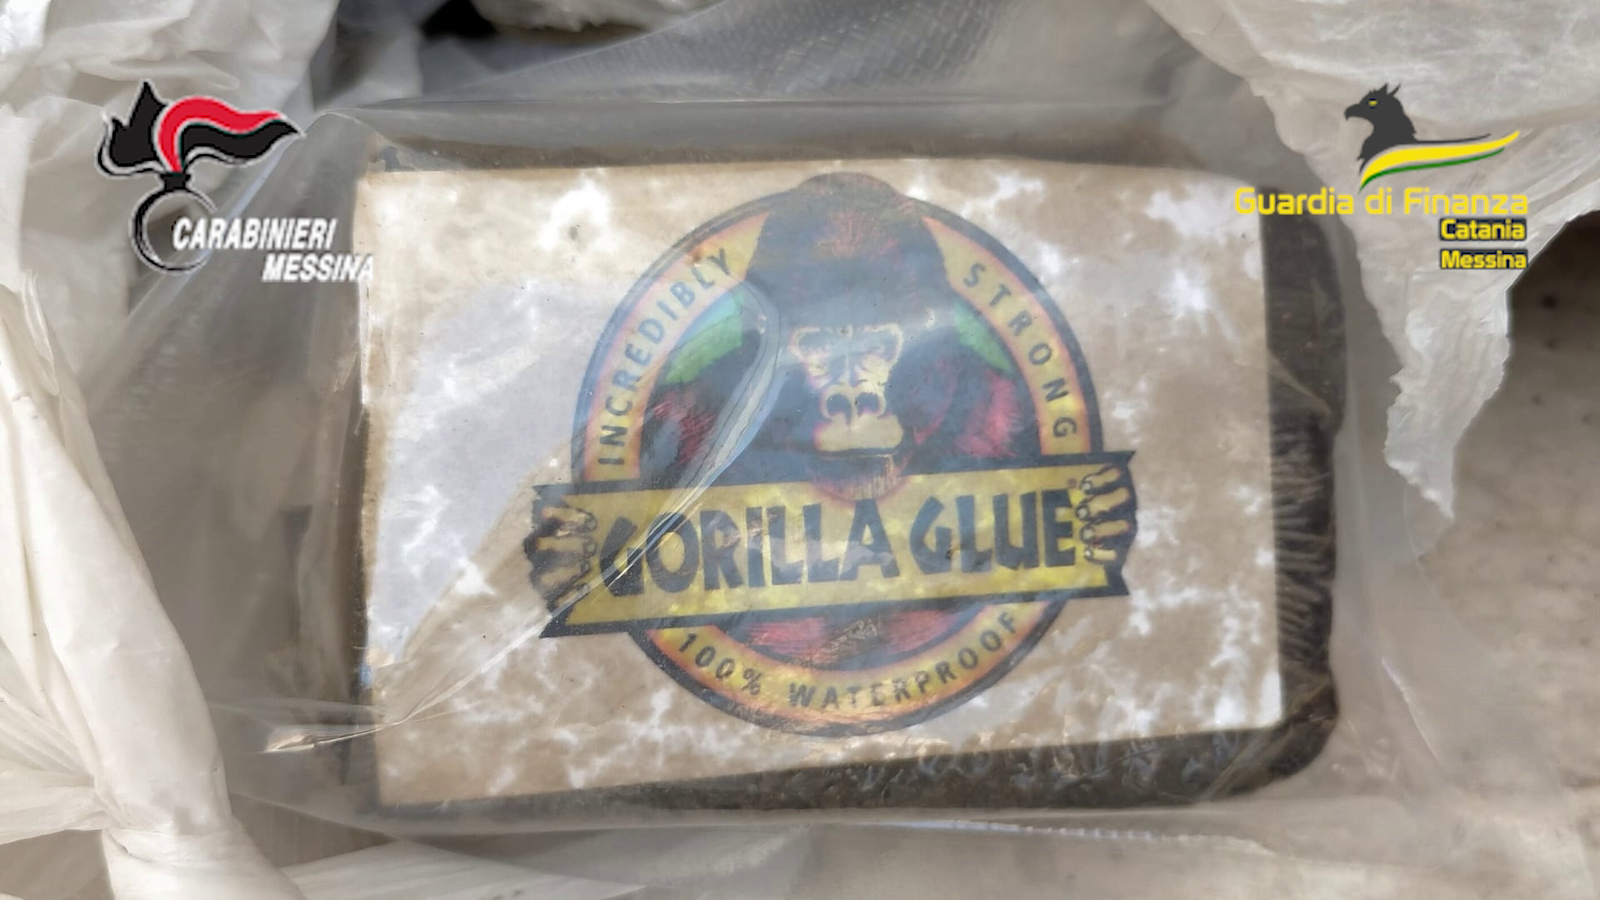 CARABINIERI
MESSINA
Guardia di Finanza
Catania
Messina
INCREDIBLY STRONG
GORILLA GLUE®
100% WATERPROOF